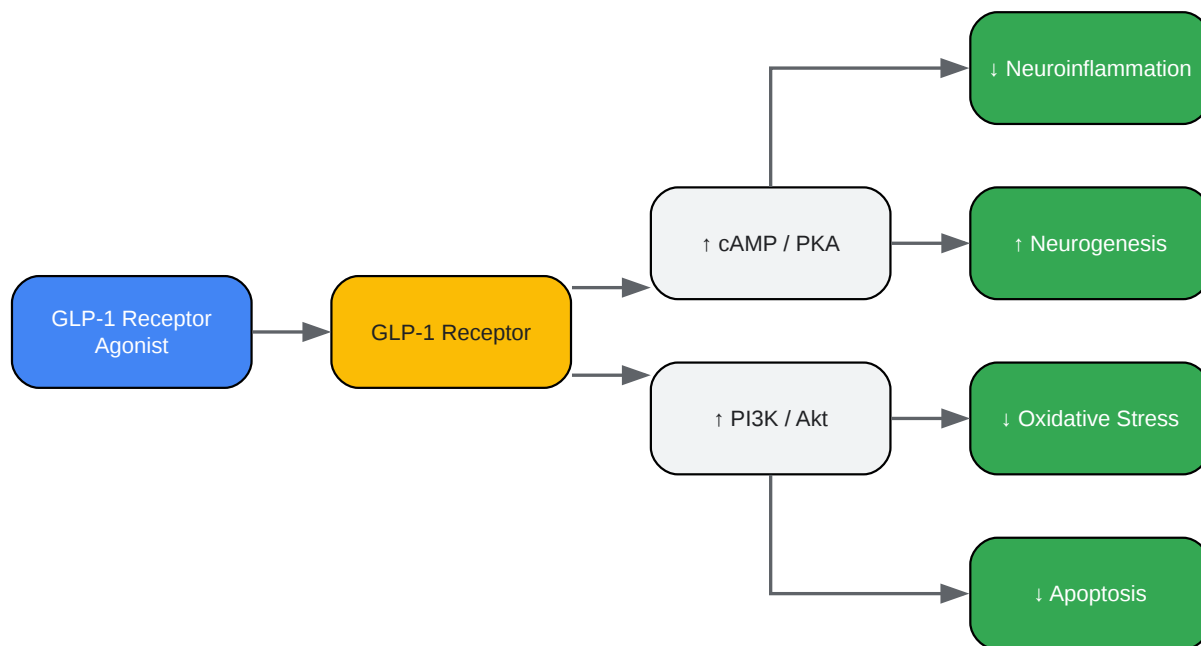 GLP-1 Receptor
Agonist
GLP-1 Receptor
↑ cAMP / PKA
↑ PI3K / Akt
↓ Neuroinflammation
↑ Neurogenesis
↓ Oxidative Stress
↓ Apoptosis